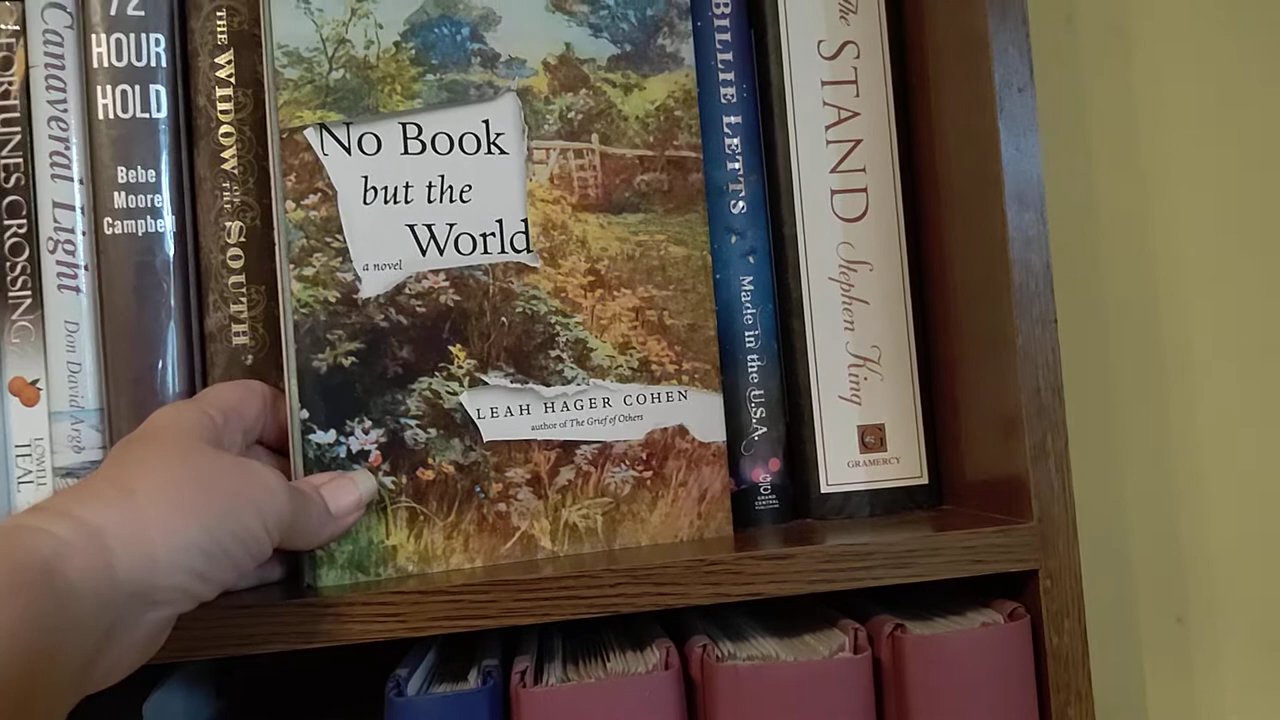 FORTUNES CROSSING
LOWELL
TEAL
Canaveral Light
Don David Argo
72
HOUR
HOLD
Bebe
Moore
Campbell
THE WIDOW OF THE SOUTH
No Book
but the
World
a novel
LEAH HAGER COHEN
author of The Grief of Others
BILLIE LETTS
Made in the U.S.A.
GRAND
CENTRAL
PUBLISHING
The STAND Stephen King
G
GRAMERCY